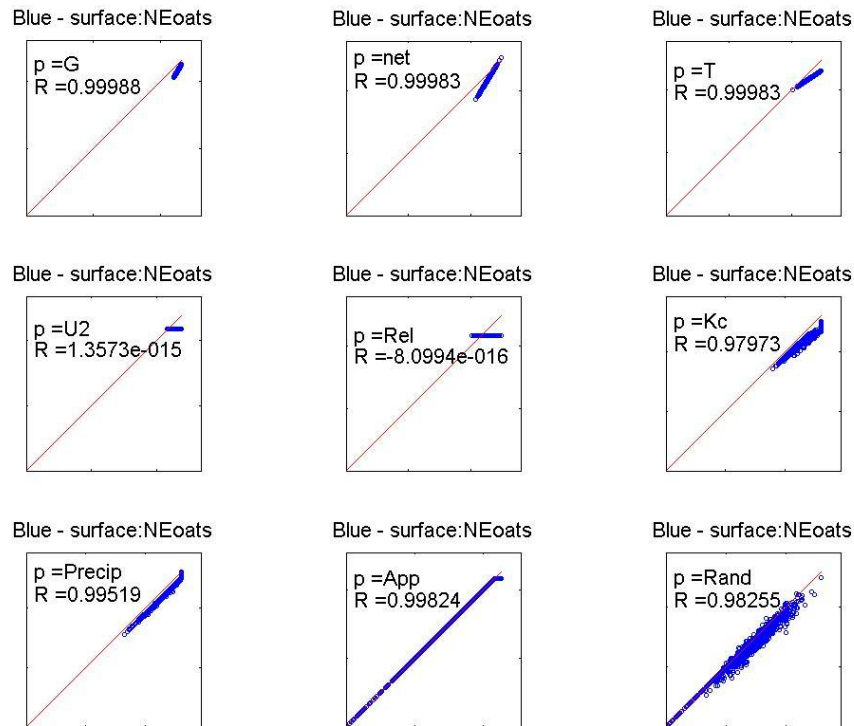 Blue - surface:NEoats
p =G
R =0.99988
Blue - surface:NEoats
p =net
R =0.99983
Blue - surface:NEoats
p =T
R =0.99983
Blue - surface:NEoats
p =U2
R =1.3573e-015
Blue - surface:NEoats
p =Rel
R =-8.0994e-016
Blue - surface:NEoats
p =Kc
R =0.97973
Blue - surface:NEoats
p =Precip
R =0.99519
Blue - surface:NEoats
p =App
R =0.99824
Blue - surface:NEoats
p =Rand
R =0.98255